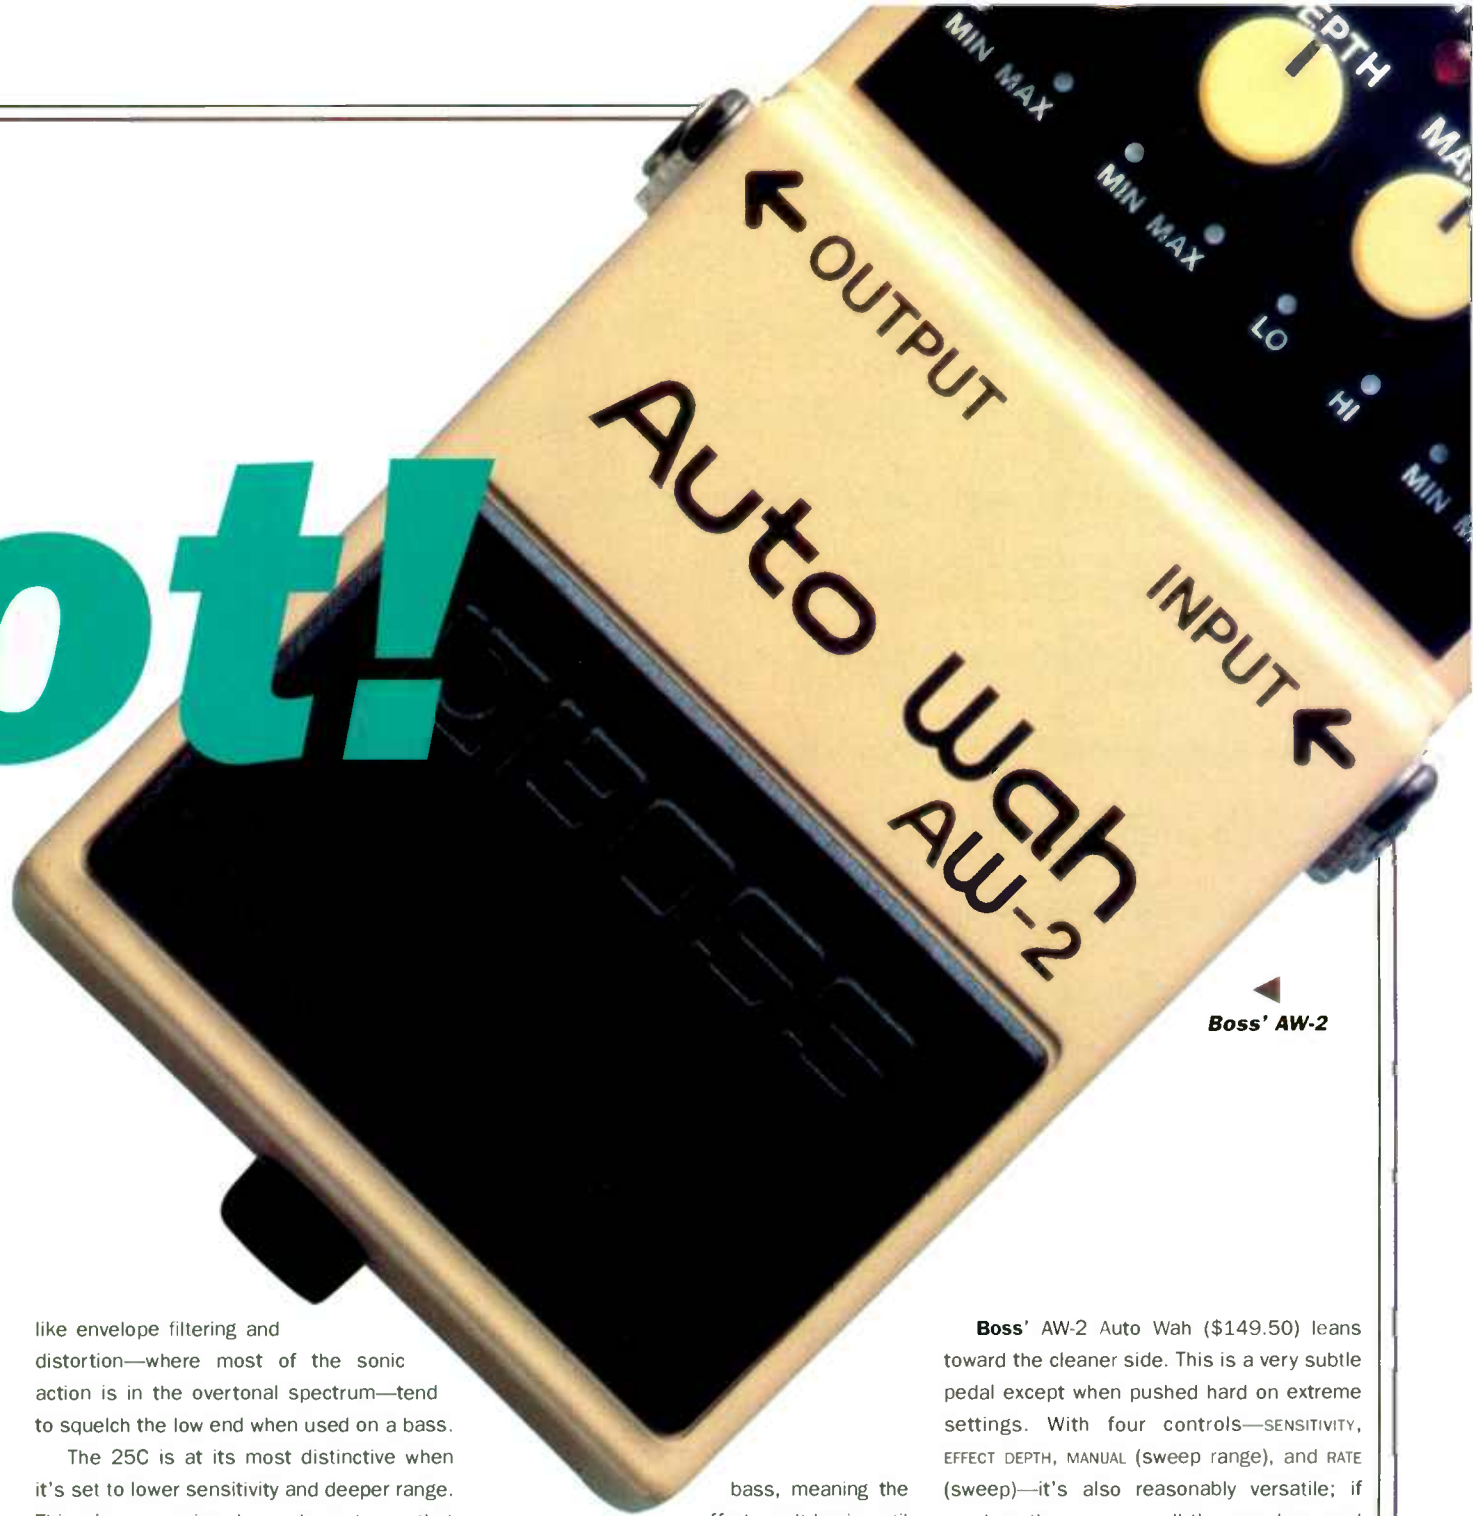 EPTH
MIN MAX
MIN MAX
LO
HI
MIN
OUTPUT
Auto Wah
AW-2
INPUT
ot!
BOSS
Boss' AW-2
like envelope filtering and
distortion—where most of the sonic
action is in the overtonal spectrum—tend
to squelch the low end when used on a bass.
The 25C is at its most distinctive when
it's set to lower sensitivity and deeper range.
bass, meaning the
Boss' AW-2 Auto Wah ($149.50) leans
toward the cleaner side. This is a very subtle
pedal except when pushed hard on extreme
settings. With four controls—SENSITIVITY,
EFFECT DEPTH, MANUAL (sweep range), and RATE
(sweep)—it's also reasonably versatile; if